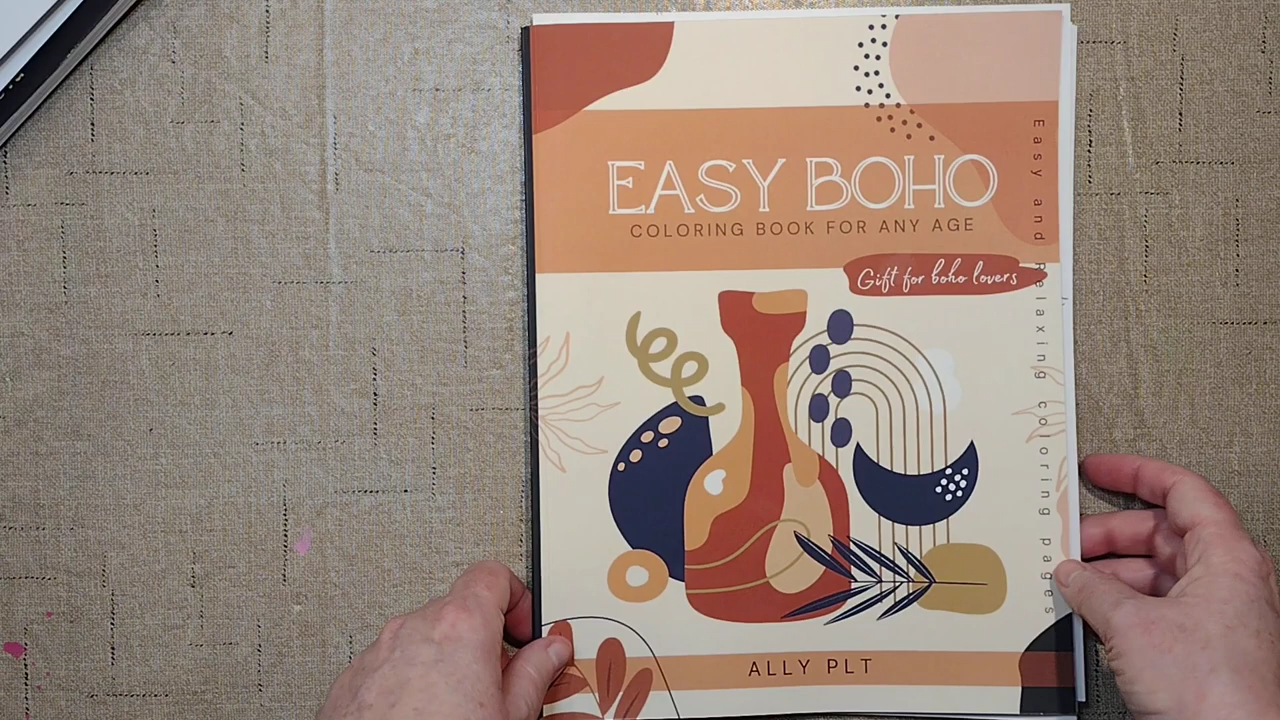 EASY BOHO
COLORING BOOK FOR ANY AGE
Gift for boho lovers
Easy and Relaxing coloring pages
ALLY PLT